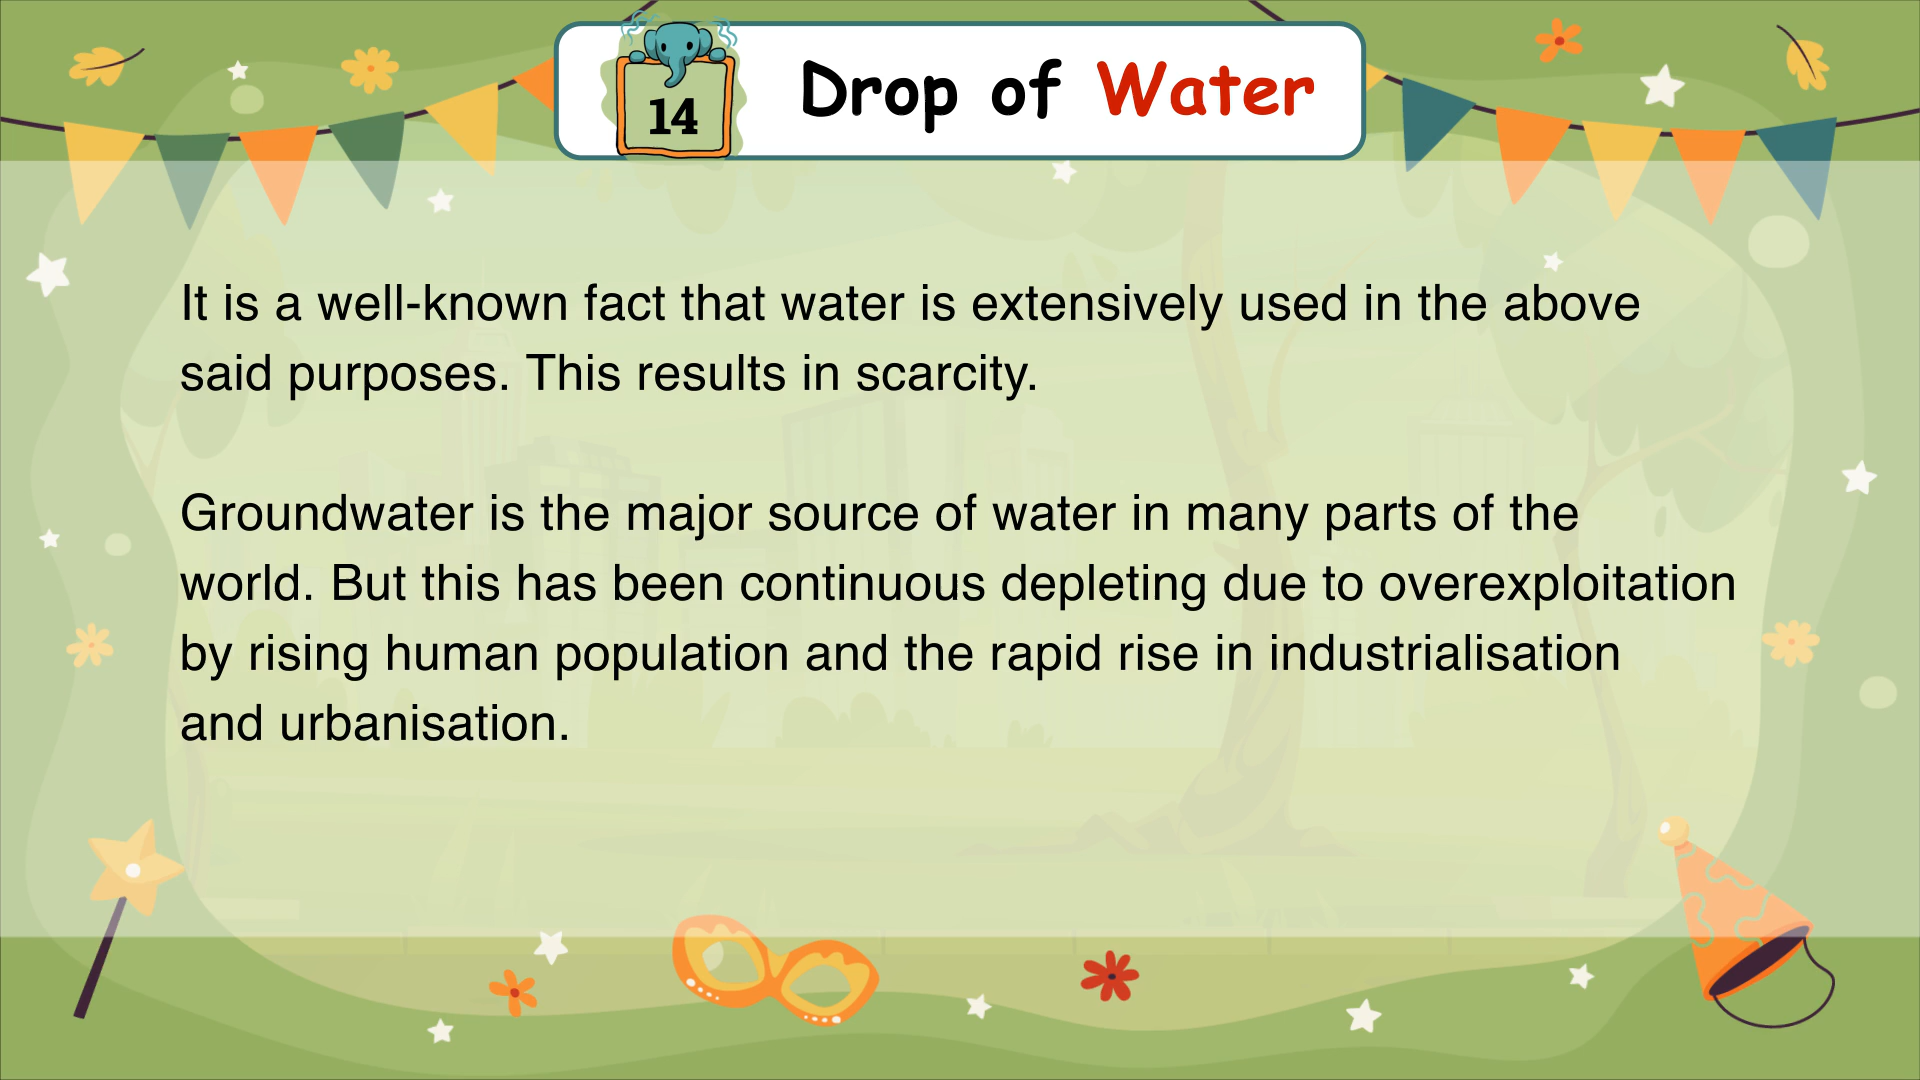 14
Drop of Water
It is a well-known fact that water is extensively used in the above
said purposes. This results in scarcity.
Groundwater is the major source of water in many parts of the
world. But this has been continuous depleting due to overexploitation
by rising human population and the rapid rise in industrialisation
and urbanisation.